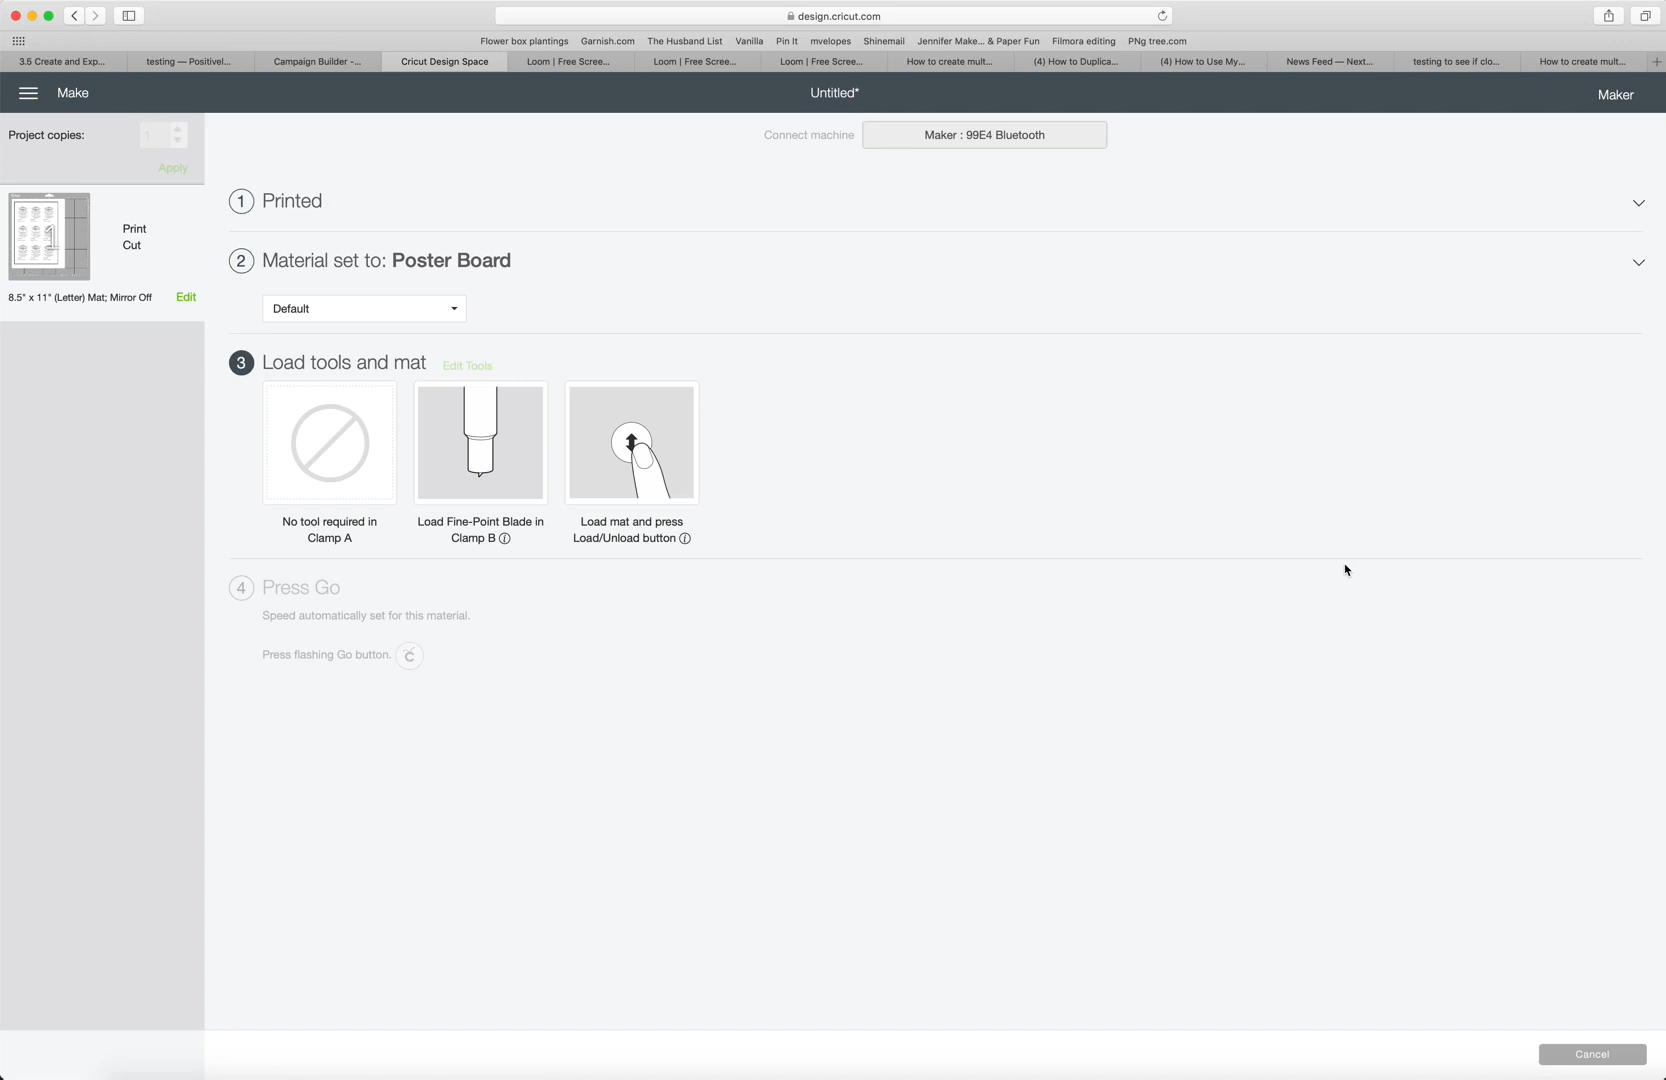 design.cricut.com
Flower box plantings Garnish.com The Husband List Vanilla Pin It mvelopes Shinemail Jennifer Make... & Paper Fun Filmora editing PNg tree.com
3.5 Create and Exp... testing — Positivel... Campaign Builder -... Cricut Design Space Loom | Free Scree... Loom | Free Scree... Loom | Free Scree... How to create mult... (4) How to Duplica... (4) How to Use My... News Feed — Next... testing to see if clo... How to create mult...
Make Untitled* Maker
Project copies: 1
Apply
Connect machine Maker : 99E4 Bluetooth
Print
Cut
8.5" x 11" (Letter) Mat; Mirror Off Edit
1 Printed
2 Material set to: Poster Board
Default
3 Load tools and mat Edit Tools
No tool required in
Clamp A
Load Fine-Point Blade in
Clamp B
Load mat and press
Load/Unload button
4 Press Go
Speed automatically set for this material.
Press flashing Go button.
Cancel